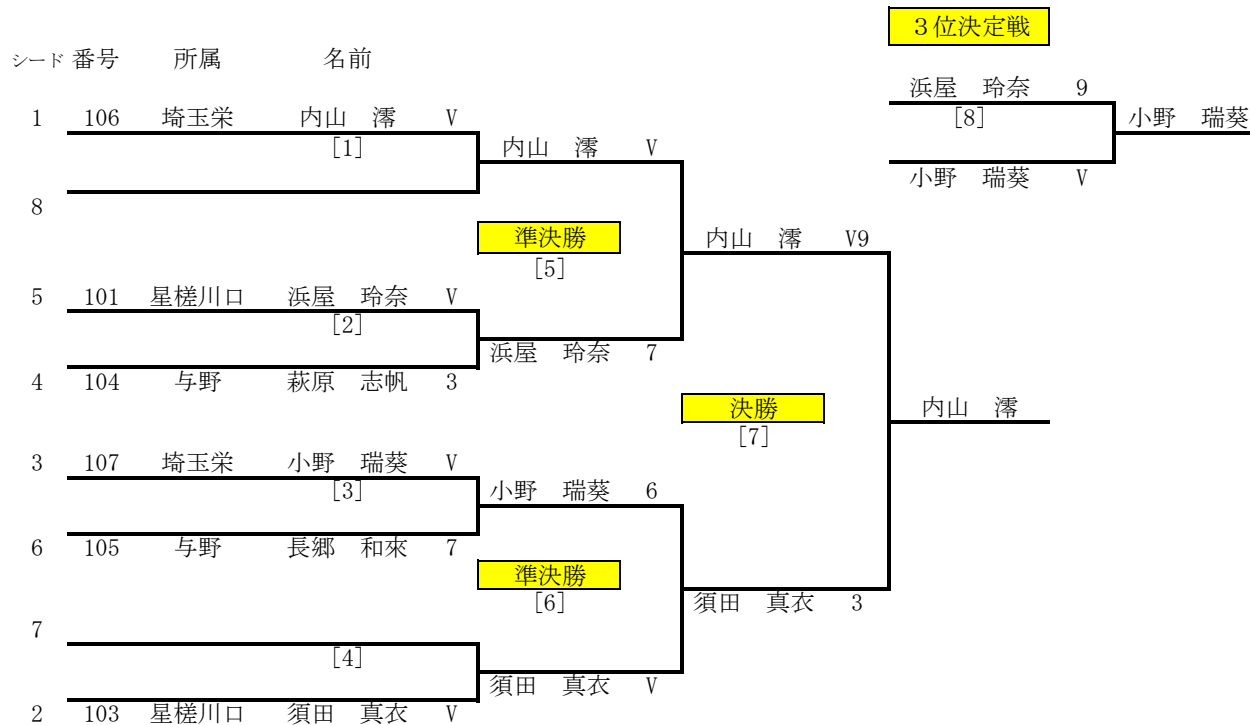 ３位決定戦
シード 番号 所属 名前
浜屋 玲奈 9
1 106 埼玉栄 内山 澪 V
[8] 小野 瑞葵
[1]
内山 澪 V
小野 瑞葵 V
8
準決勝
内山 澪 V9
[5]
5 101 星槎川口 浜屋 玲奈 V
[2]
浜屋 玲奈 7
4 104 与野 萩原 志帆 3
決勝
内山 澪
[7]
3 107 埼玉栄 小野 瑞葵 V
[3]
小野 瑞葵 6
6 105 与野 長郷 和來 7
準決勝
[6]
須田 真衣 3
7
[4]
須田 真衣 V
2 103 星槎川口 須田 真衣 V